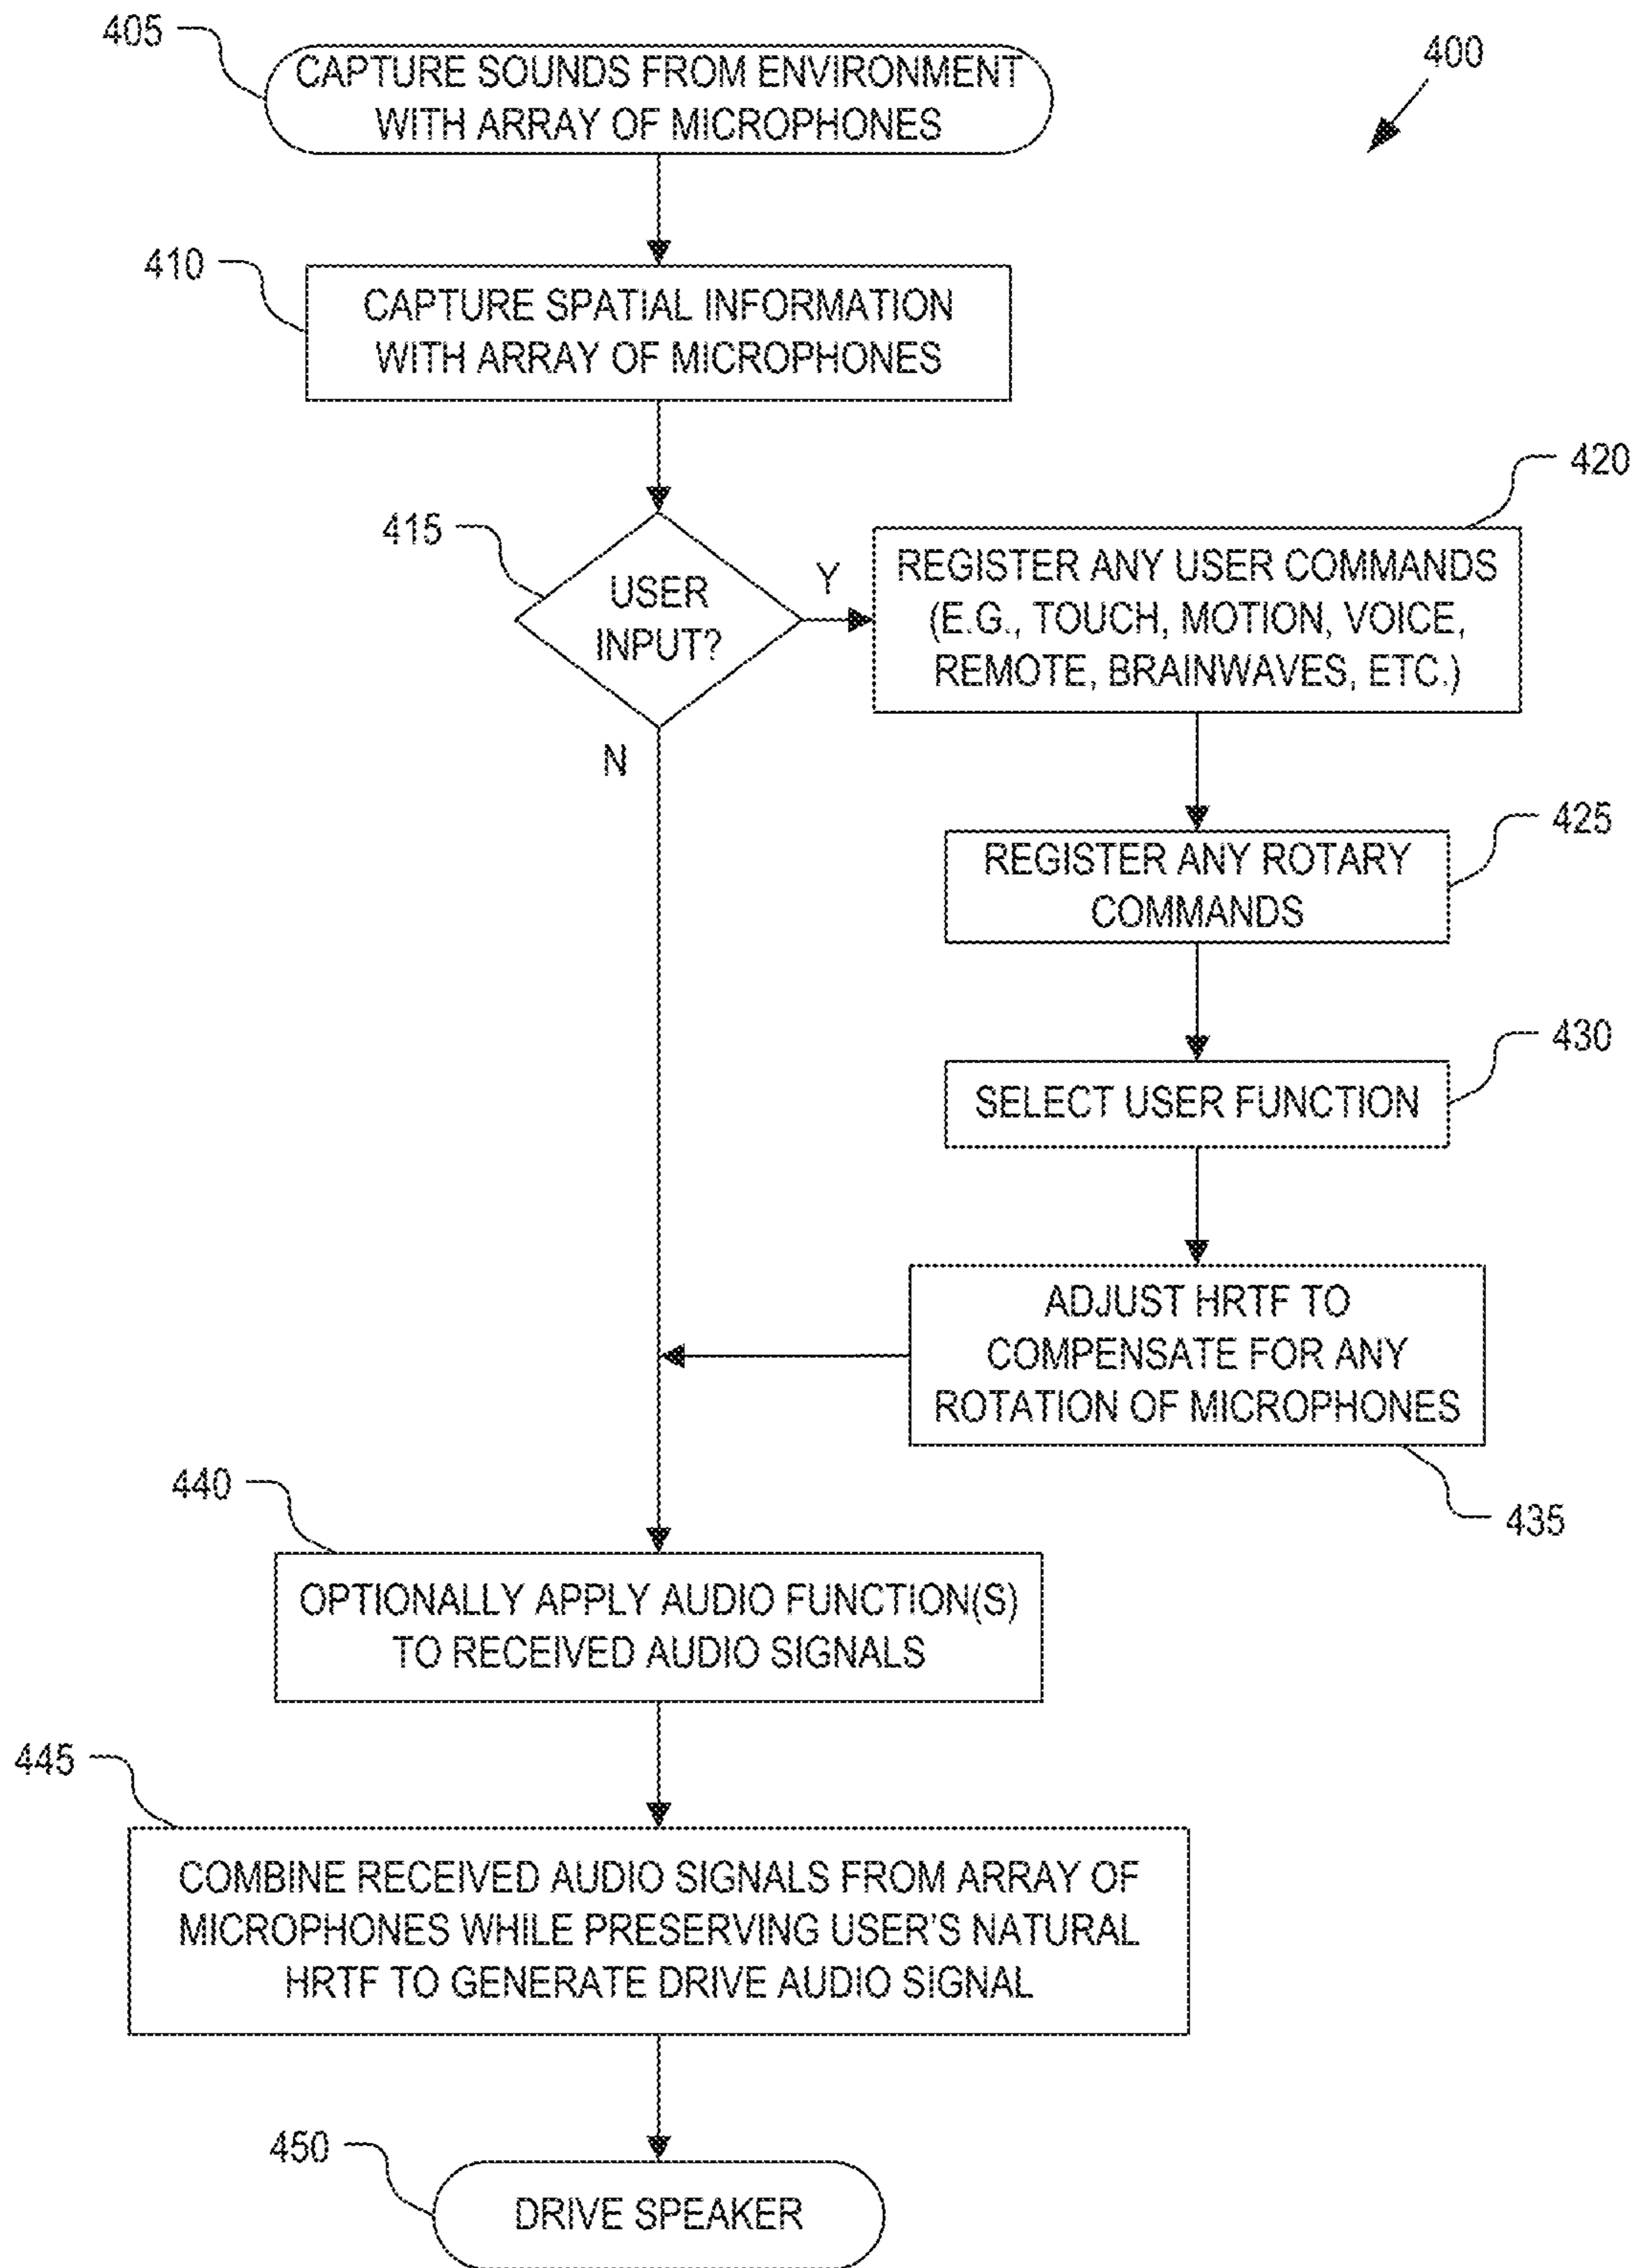 405
CAPTURE SOUNDS FROM ENVIRONMENT
WITH ARRAY OF MICROPHONES
400
410
CAPTURE SPATIAL INFORMATION
WITH ARRAY OF MICROPHONES
415
USER
INPUT?
Y
N
420
REGISTER ANY USER COMMANDS
(E.G., TOUCH, MOTION, VOICE,
REMOTE, BRAINWAVES, ETC.)
425
REGISTER ANY ROTARY
COMMANDS
430
SELECT USER FUNCTION
ADJUST HRTF TO
COMPENSATE FOR ANY
ROTATION OF MICROPHONES
435
440
OPTIONALLY APPLY AUDIO FUNCTION(S)
TO RECEIVED AUDIO SIGNALS
445
COMBINE RECEIVED AUDIO SIGNALS FROM ARRAY OF
MICROPHONES WHILE PRESERVING USER'S NATURAL
HRTF TO GENERATE DRIVE AUDIO SIGNAL
450
DRIVE SPEAKER